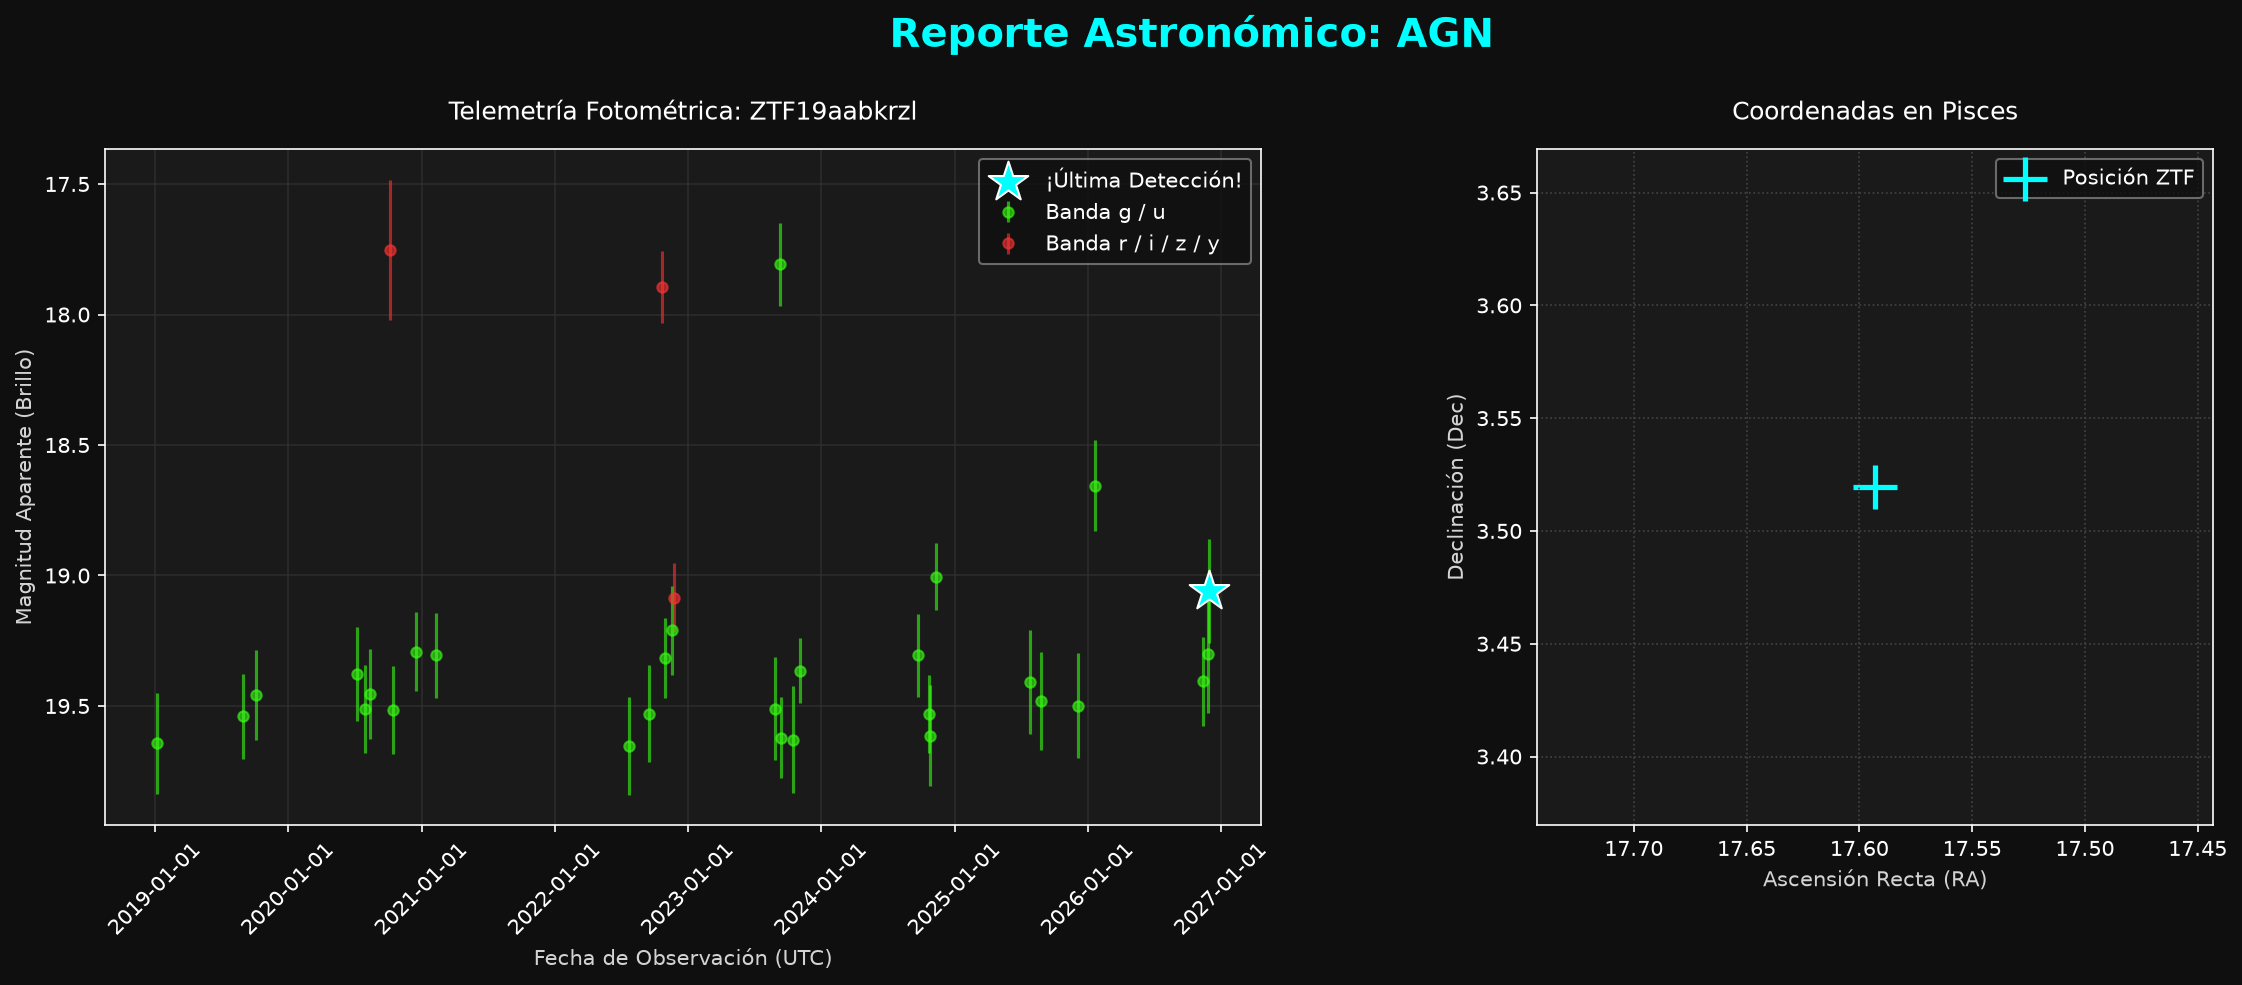 Reporte Astronómico: AGN
Telemetría Fotométrica: ZTF19aabkrzl
¡Última Detección!
Banda g / u
Banda r / i / z / y
Magnitud Aparente (Brillo)
17.5
18.0
18.5
19.0
19.5
2019-01-01
2020-01-01
2021-01-01
2022-01-01
2023-01-01
2024-01-01
2025-01-01
2026-01-01
2027-01-01
Fecha de Observación (UTC)
Coordenadas en Pisces
Posición ZTF
Declinación (Dec)
3.65
3.60
3.55
3.50
3.45
3.40
17.70
17.65
17.60
17.55
17.50
17.45
Ascensión Recta (RA)